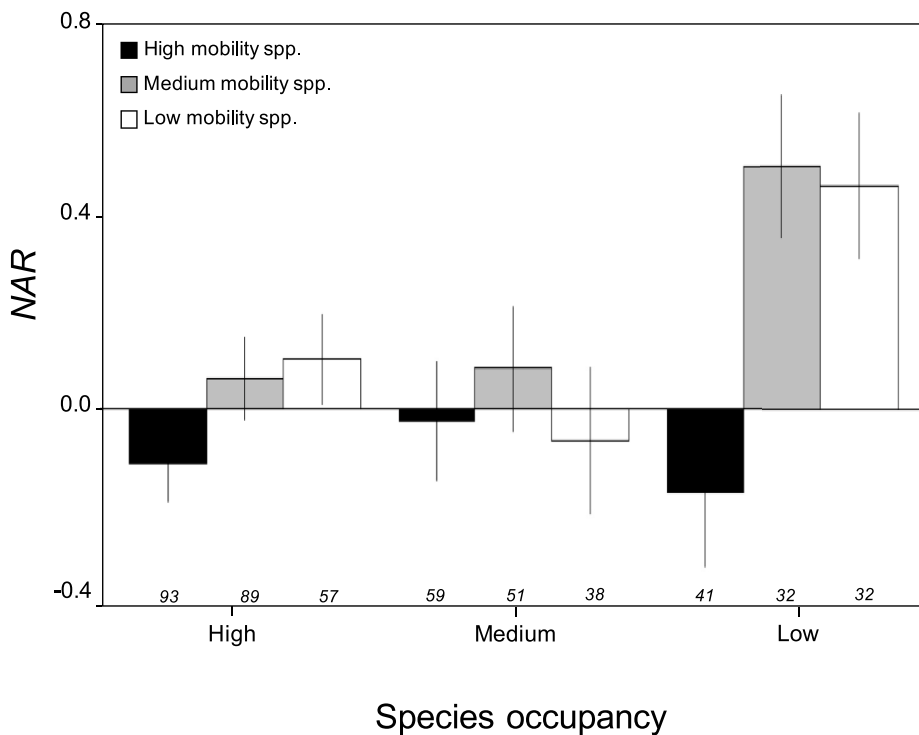 0.8
High mobility spp.
Medium mobility spp.
Low mobility spp.
0.4
NAR
0.0
-0.4
93 89 57 59 51 38 41 32 32
High Medium Low
Species occupancy